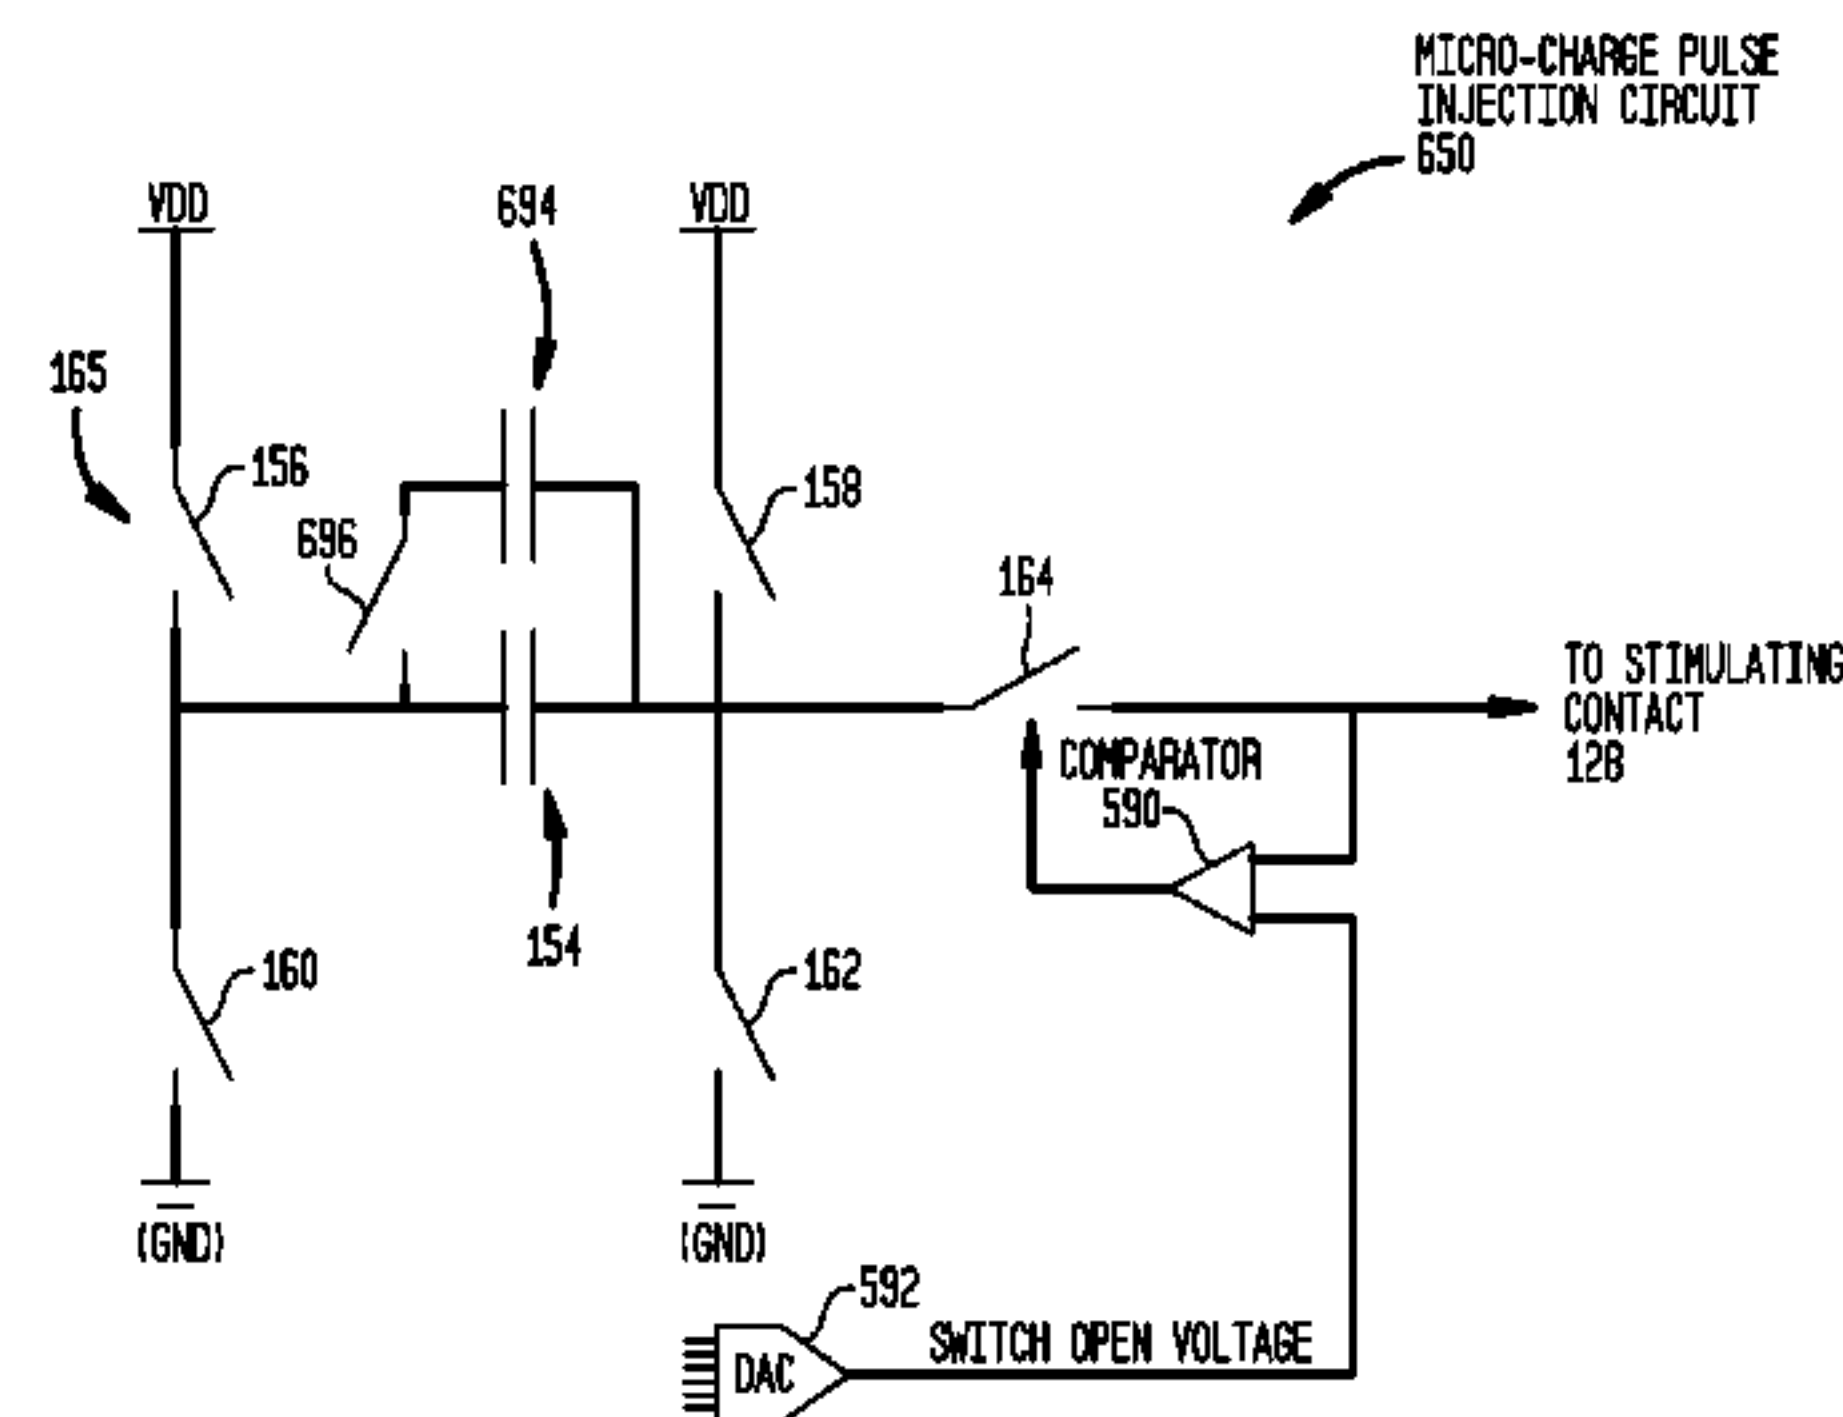 MICRO-CHARGE PULSE
INJECTION CIRCUIT
650
VDD
694
VDD
165
156
158
696
164
TO STIMULATING
CONTACT
128
COMPARATOR
590
154
160
162
(GND)
(GND)
592
SWITCH OPEN VOLTAGE
DAC